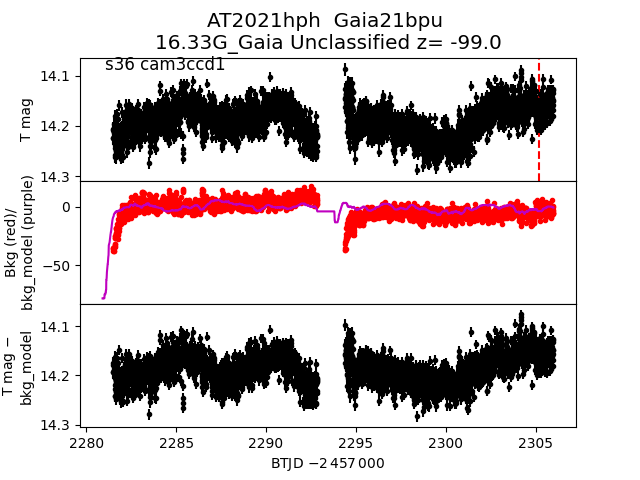 AT2021hph  Gaia21bpu
16.33G_Gaia Unclassified z= -99.0
s36 cam3ccd1
T mag
14.1
14.2
14.3
Bkg (red)/
bkg_model (purple)
0
−50
T mag −
bkg_model
14.1
14.2
14.3
2280
2285
2290
2295
2300
2305
BTJD −2 457 000